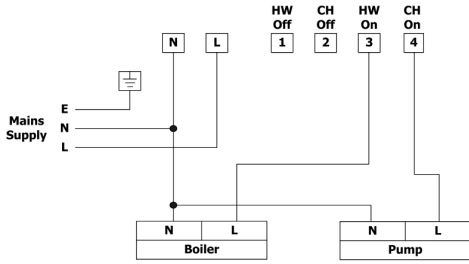 HW CH HW CH
Off Off On On
N L 1 2 3 4
E
Mains N
Supply
L
N L N L
Boiler Pump